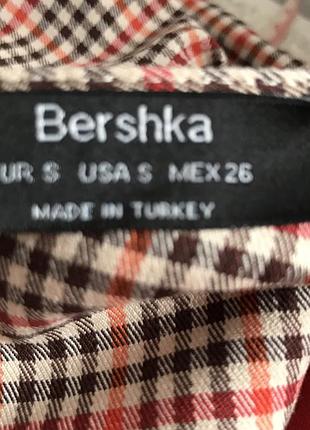 Bershka
UR S USA S MEX 26
MADE IN TURKEY